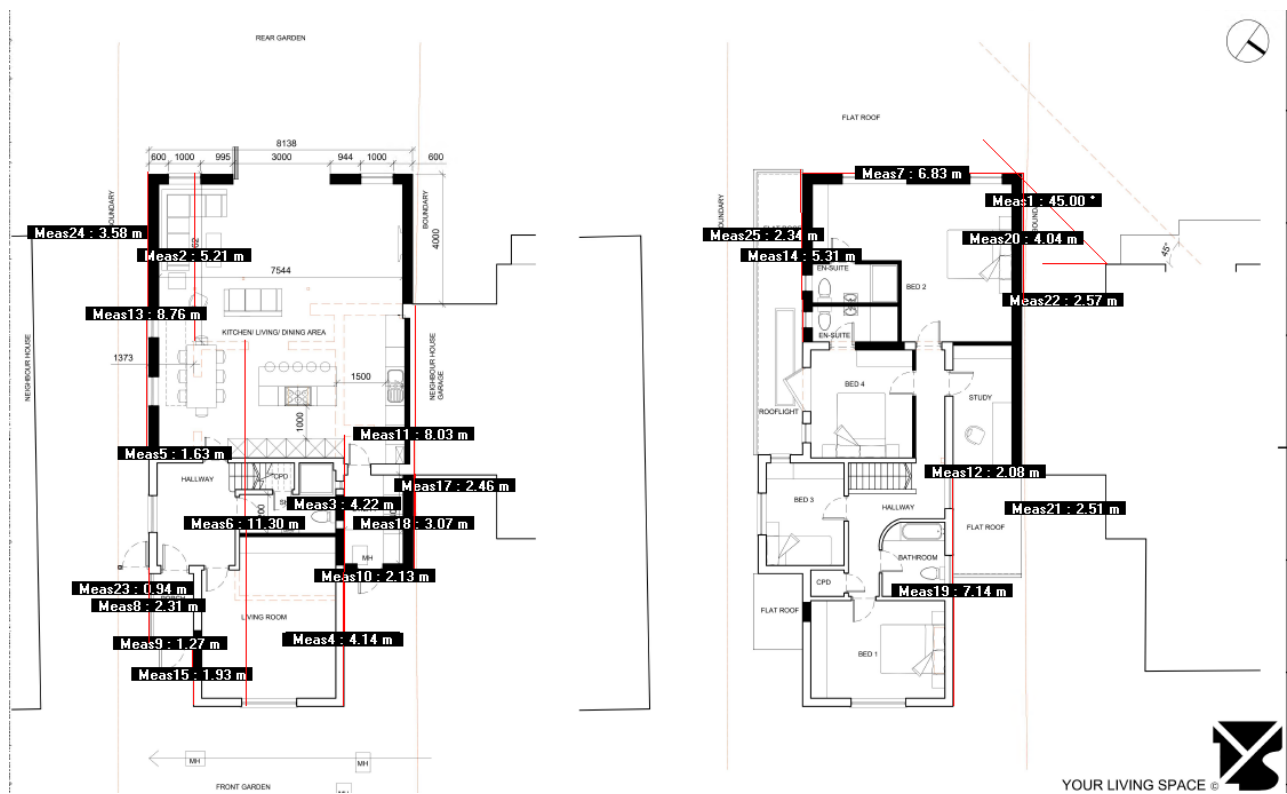 REAR GARDEN
8138
600 1000 995 3000 944 1000 600
BOUNDARY
BOUNDARY
4000
Meas24 : 3.58 m
Meas2 : 5.21 m
7544
Meas13 : 8.76 m
KITCHEN/ LIVING/ DINING AREA
NEIGHBOUR HOUSE
1373
1500
NEIGHBOUR HOUSE
GARAGE
1000
Meas11 : 8.03 m
Meas5 : 1.63 m
HALLWAY
CPD
Meas17 : 2.46 m
Meas3 : 4.22 m
Meas6 : 11.30 m
Meas18 : 3.07 m
MH
Meas10 : 2.13 m
Meas23 : 0.94 m
Meas8 : 2.31 m
LIVING ROOM
Meas9 : 1.27 m
Meas4 : 4.14 m
Meas15 : 1.93 m
MH
MH
FRONT GARDEN
FLAT ROOF
Meas7 : 6.83 m
Meas1 : 45.00 °
BOUNDARY
Meas25 : 2.34 m
Meas20 : 4.04 m
Meas14 : 5.31 m
45°
EN-SUITE
BED 2
Meas22 : 2.57 m
EN-SUITE
BED 4
STUDY
ROOFLIGHT
Meas12 : 2.08 m
BED 3
HALLWAY
Meas21 : 2.51 m
FLAT ROOF
BATHROOM
CPD
Meas19 : 7.14 m
FLAT ROOF
BED 1
YOUR LIVING SPACE ©